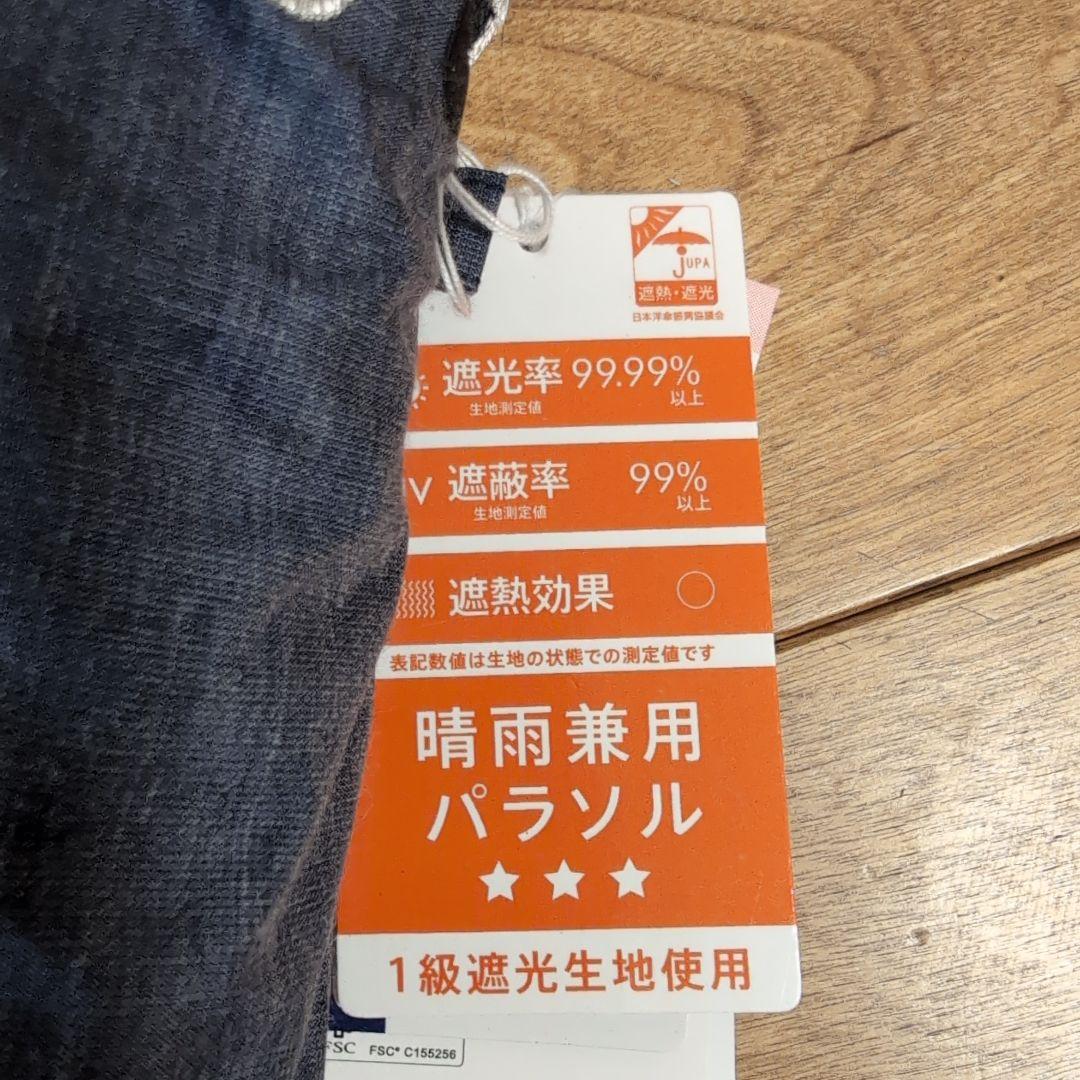 JUPA
遮熱・遮光
日本洋傘振興協議会
遮光率 99.99%
生地測定値 以上
遮蔽率 99%
生地測定値 以上
遮熱効果 ○
表記数値は生地の状態での測定値です
晴雨兼用
パラソル
★★★
1級遮光生地使用
FSC FSC® C155256